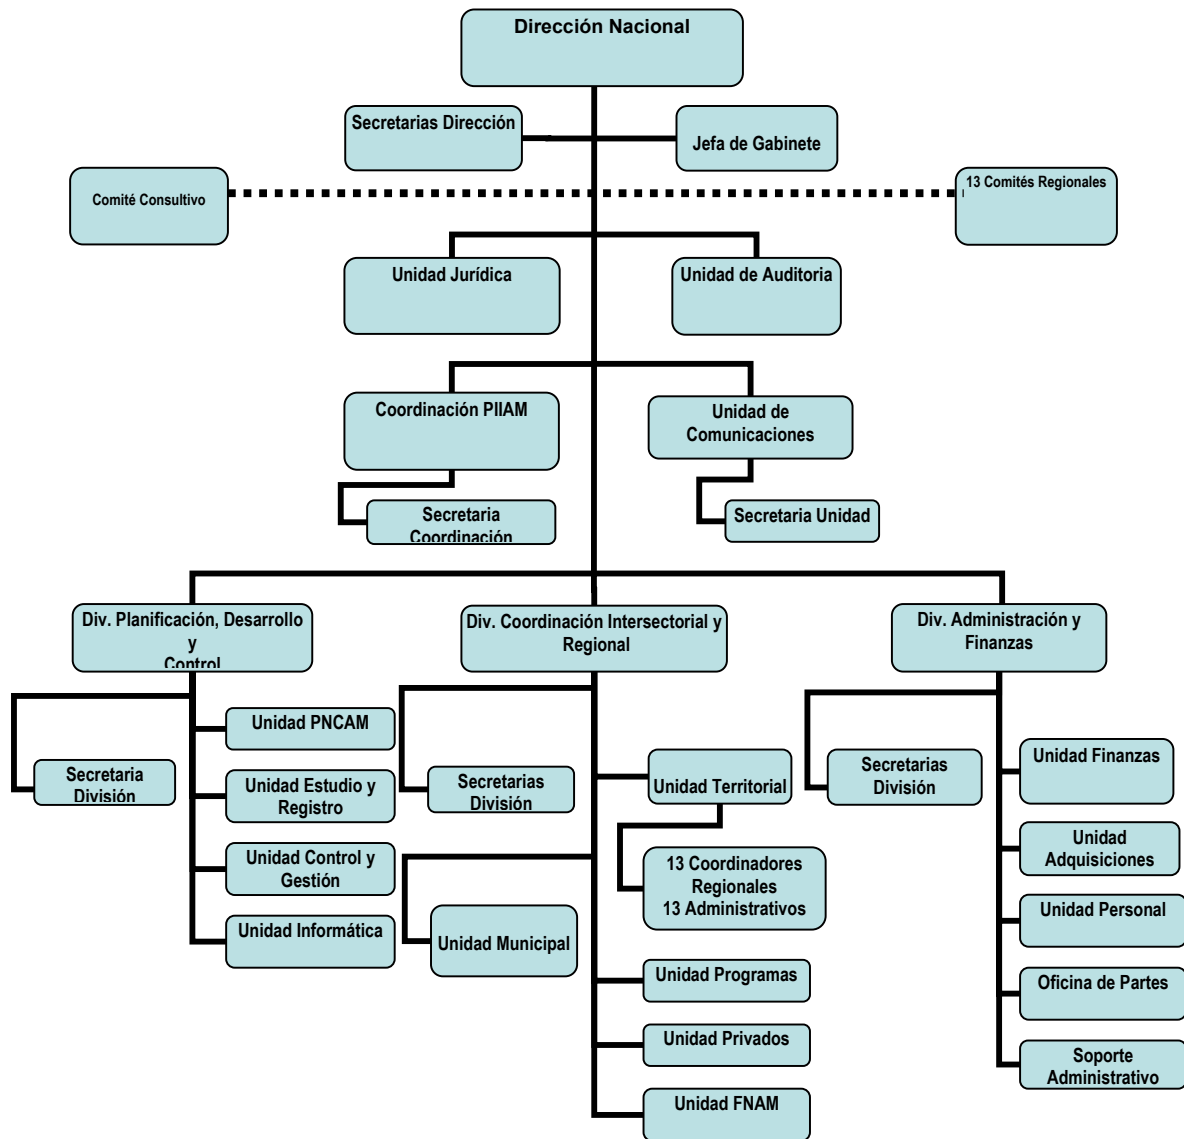 Dirección Nacional
Secretarias Dirección
Jefa de Gabinete
Comité Consultivo
13 Comités Regionales
Unidad Jurídica
Unidad de Auditoria
Coordinación PIIAM
Unidad de
Comunicaciones
Secretaria
Coordinación
Secretaria Unidad
Div. Planificación, Desarrollo
y
Control
Div. Coordinación Intersectorial y
Regional
Div. Administración y
Finanzas
Secretaria
División
Unidad PNCAM
Unidad Estudio y
Registro
Unidad Control y
Gestión
Unidad Informática
Secretarias
División
Unidad Municipal
Unidad Territorial
13 Coordinadores
Regionales
13 Administrativos
Unidad Programas
Unidad Privados
Unidad FNAM
Secretarias
División
Unidad Finanzas
Unidad
Adquisiciones
Unidad Personal
Oficina de Partes
Soporte
Administrativo